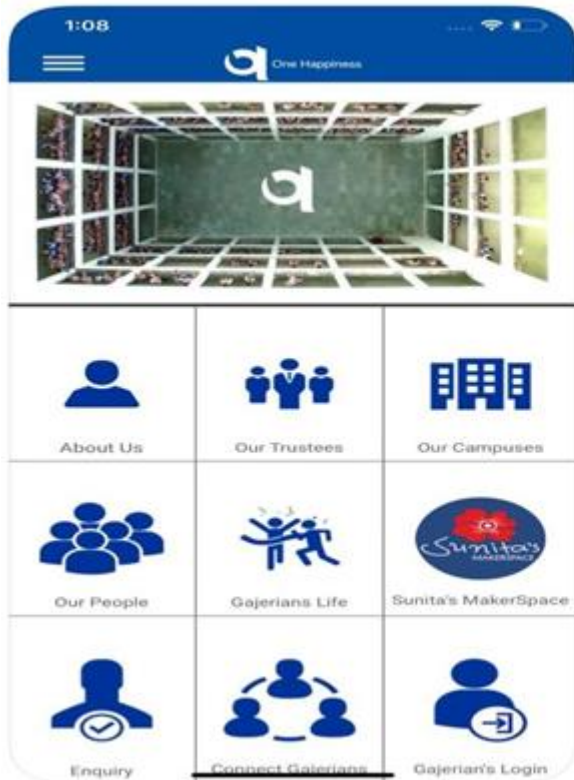 1:08
One Happiness
About Us
Our Trustees
Our Campuses
Our People
Gajerians Life
Sunita's
MAKERSPACE
Sunita's MakerSpace
Enquiry
Connect Gajerians
Gajerian's Login